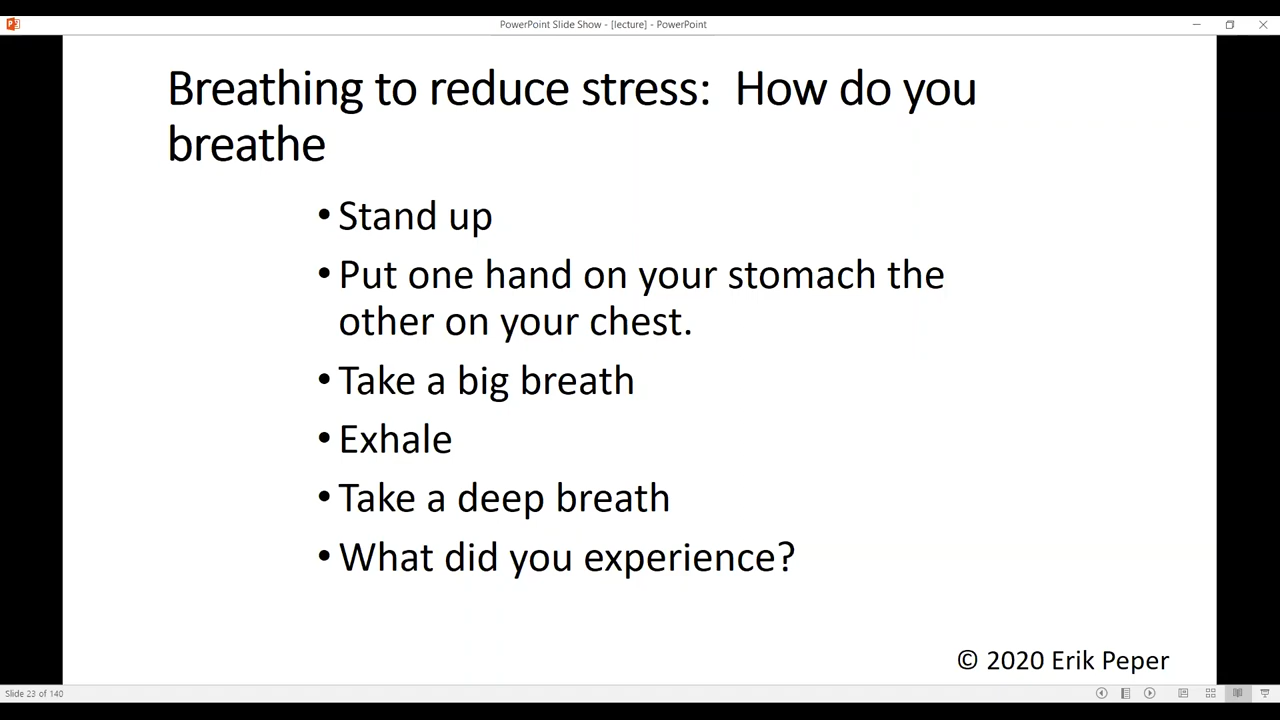 PowerPoint Slide Show - [lecture] - PowerPoint
Breathing to reduce stress:  How do you
breathe
• Stand up
• Put one hand on your stomach the
other on your chest.
• Take a big breath
• Exhale
• Take a deep breath
• What did you experience?
© 2020 Erik Peper
Slide 23 of 140